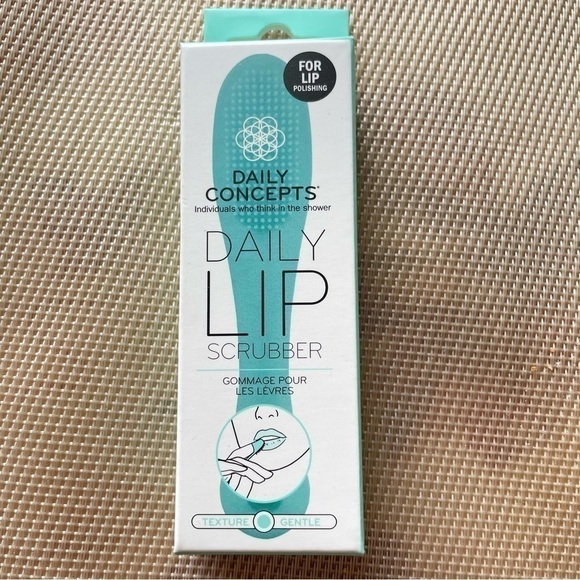 FOR
LIP
POLISHING
DAILY
CONCEPTS®
Individuals who think in the shower
DAILY
LIP
SCRUBBER
GOMMAGE POUR
LES LÈVRES
TEXTURE GENTLE